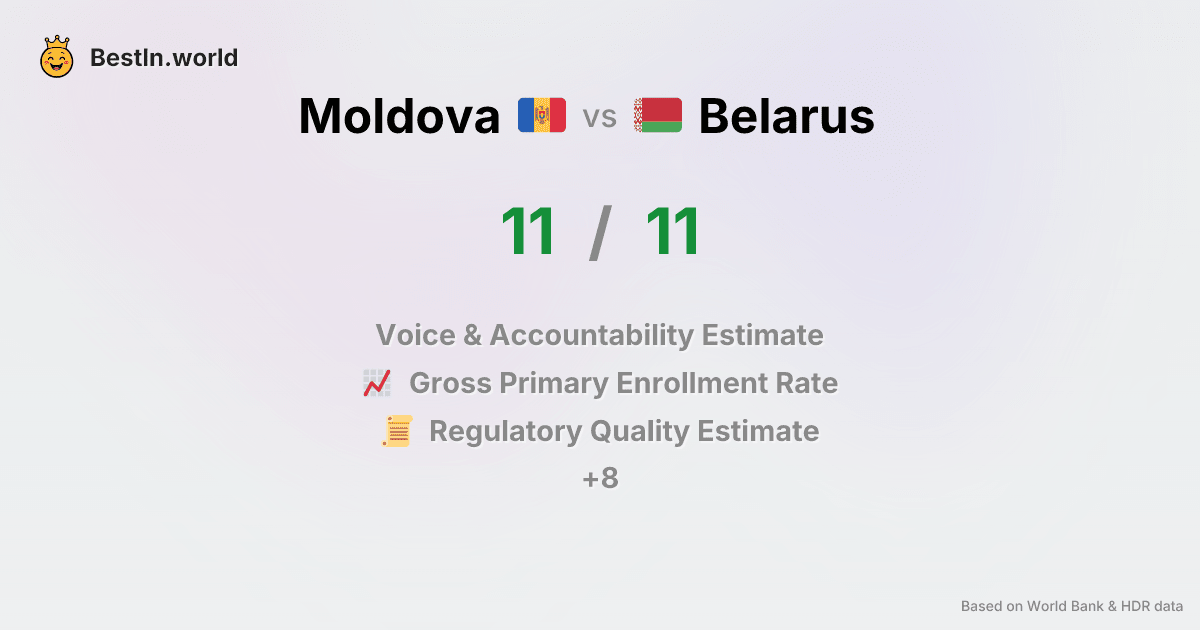 BestIn.world
Moldova vs Belarus
11 / 11
Voice & Accountability Estimate
Gross Primary Enrollment Rate
Regulatory Quality Estimate
+8
Based on World Bank & HDR data